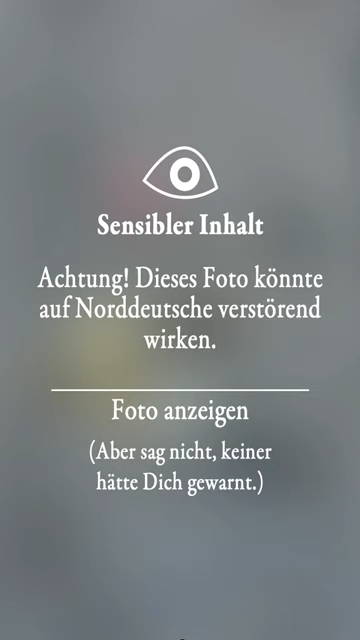 Sensibler Inhalt
Achtung! Dieses Foto könnte
auf Norddeutsche verstörend
wirken.
Foto anzeigen
(Aber sag nicht, keiner
hätte Dich gewarnt.)